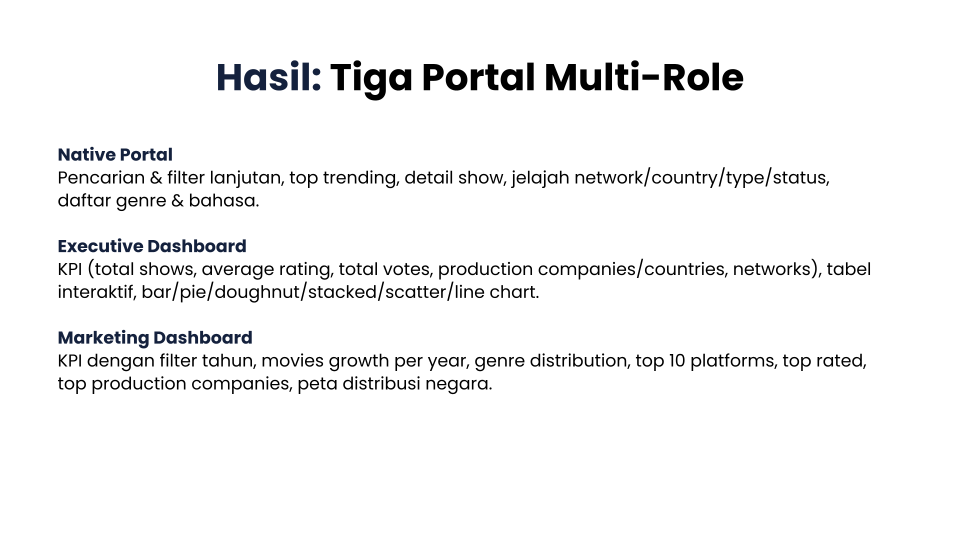 Hasil: Tiga Portal Multi-Role
Native Portal
Pencarian & filter lanjutan, top trending, detail show, jelajah network/country/type/status,
daftar genre & bahasa.
Executive Dashboard
KPI (total shows, average rating, total votes, production companies/countries, networks), tabel
interaktif, bar/pie/doughnut/stacked/scatter/line chart.
Marketing Dashboard
KPI dengan filter tahun, movies growth per year, genre distribution, top 10 platforms, top rated,
top production companies, peta distribusi negara.